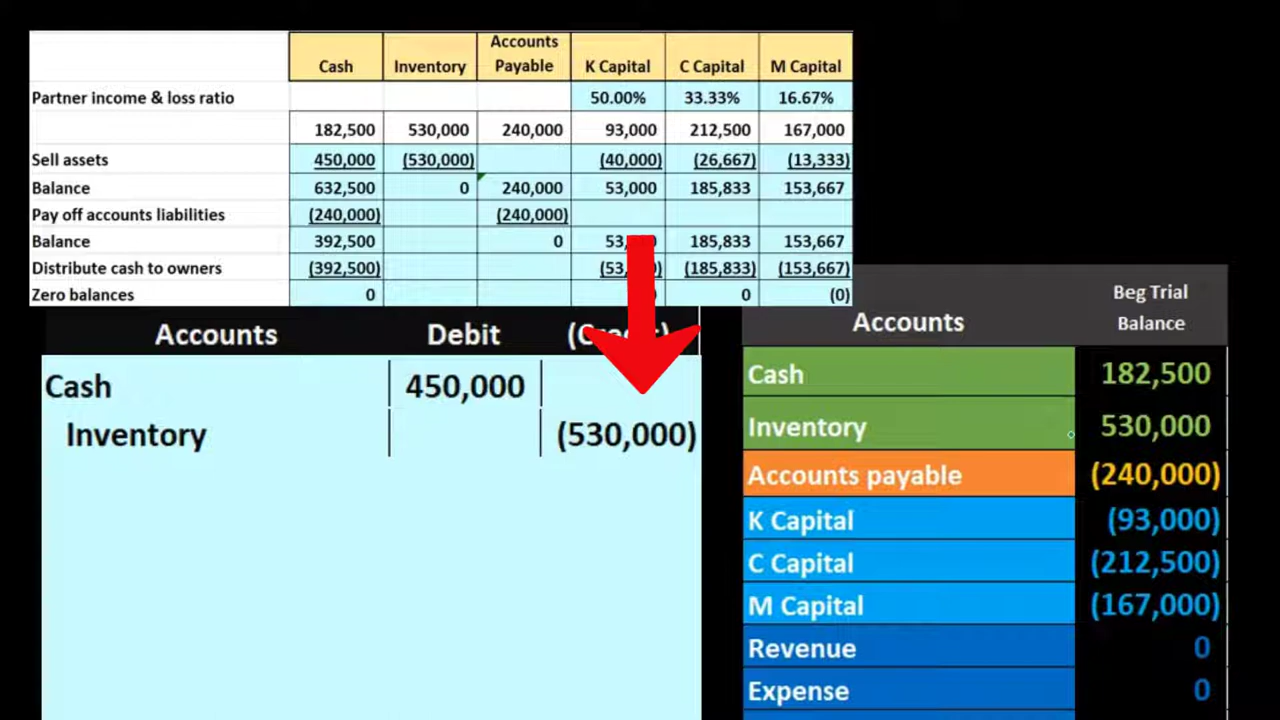 Cash Inventory Accounts Payable K Capital C Capital M Capital
Partner income & loss ratio 50.00% 33.33% 16.67%
182,500 530,000 240,000 93,000 212,500 167,000
Sell assets 450,000 (530,000) (40,000) (26,667) (13,333)
Balance 632,500 0 240,000 53,000 185,833 153,667
Pay off accounts liabilities (240,000) (240,000)
Balance 392,500 0 185,833 153,667
Distribute cash to owners (392,500) (185,833) (153,667)
Zero balances 0 0 (0)
Accounts Debit
Cash 450,000
Inventory (530,000)
Accounts Beg Trial Balance
Cash 182,500
Inventory 530,000
Accounts payable (240,000)
K Capital (93,000)
C Capital (212,500)
M Capital (167,000)
Revenue 0
Expense 0